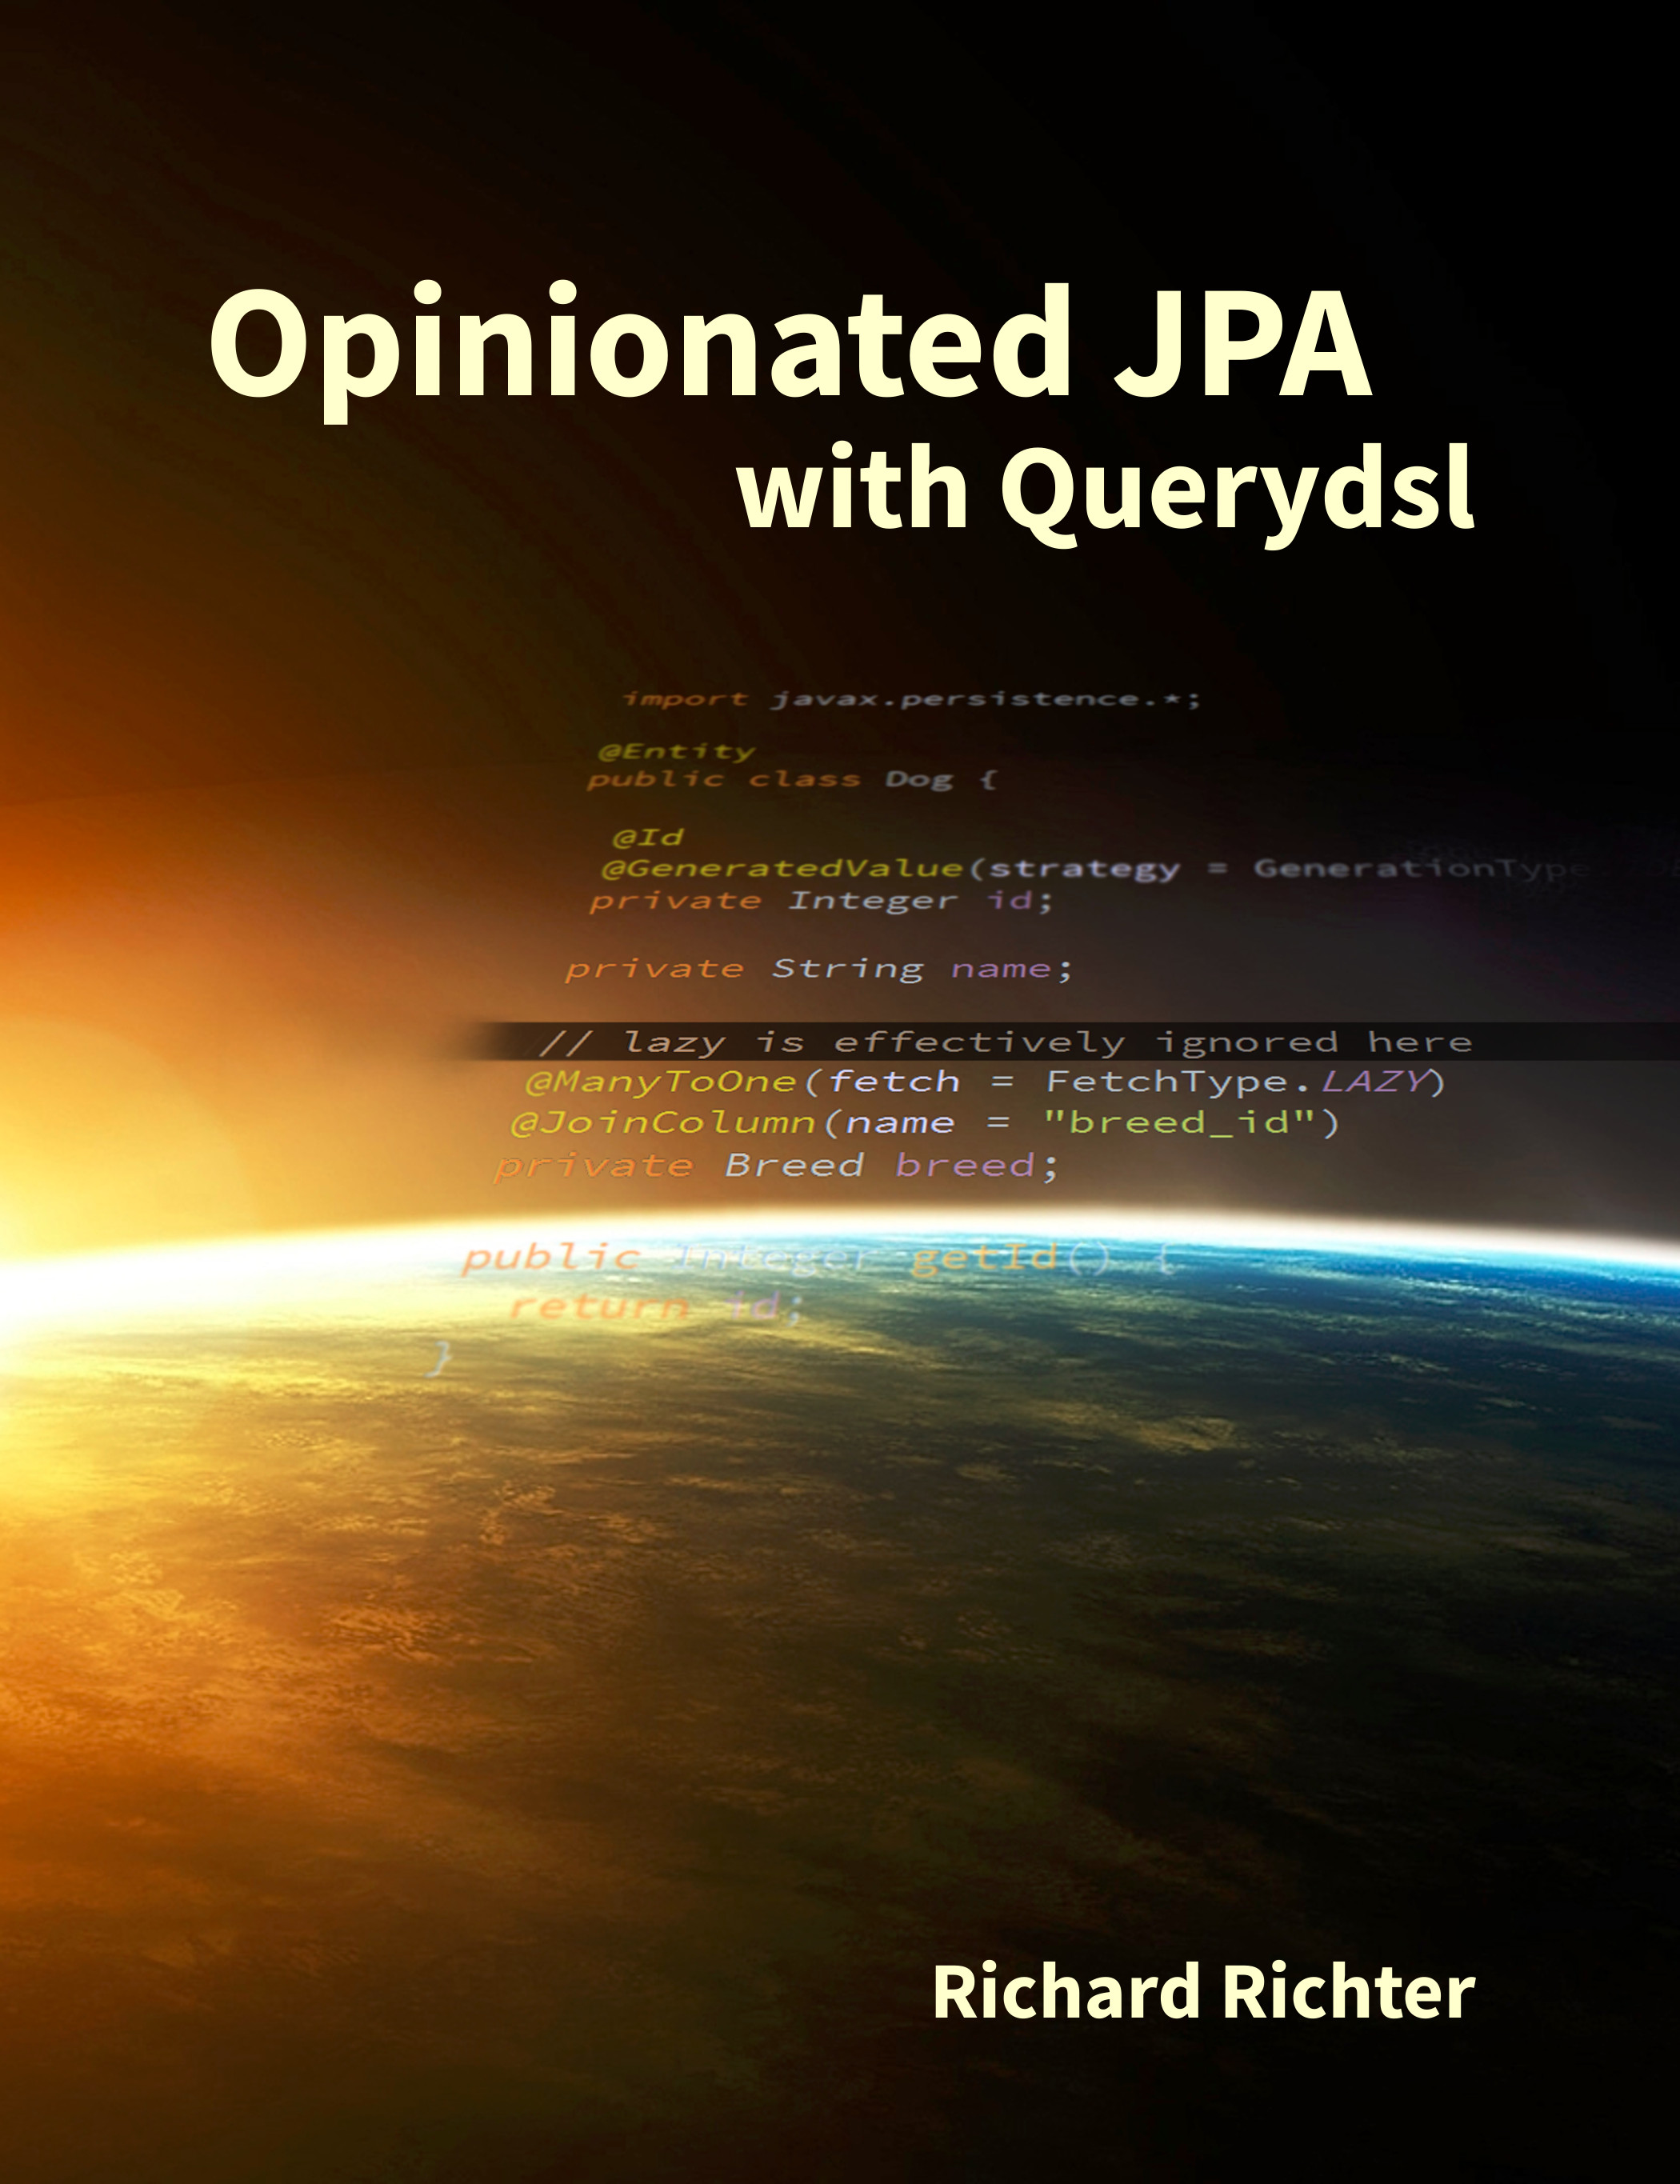 Opinionated JPA
with Querydsl
import javax.persistence.*;
@Entity
public class Dog {
@Id
@GeneratedValue(strategy = GenerationType
private Integer id;
private String name;
// lazy is effectively ignored here
@ManyToOne(fetch = FetchType.LAZY)
@JoinColumn(name = "breed_id")
private Breed breed;
public Integer getId() {
return id;
}
Richard Richter